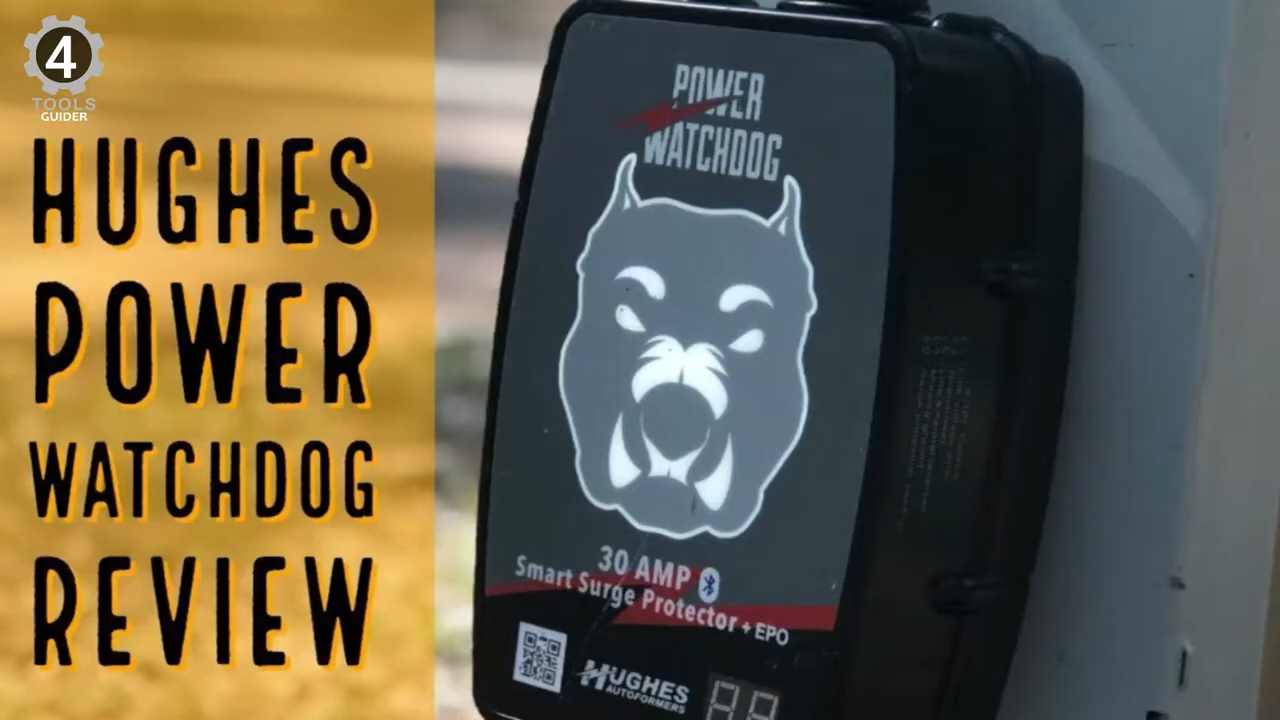 4
TOOLS
GUIDER
HUGHES
POWER
WATCHDOG
REVIEW
POWER
WATCHDOG
30 AMP
Smart Surge Protector + EPO
HUGHES
AUTOFORMERS